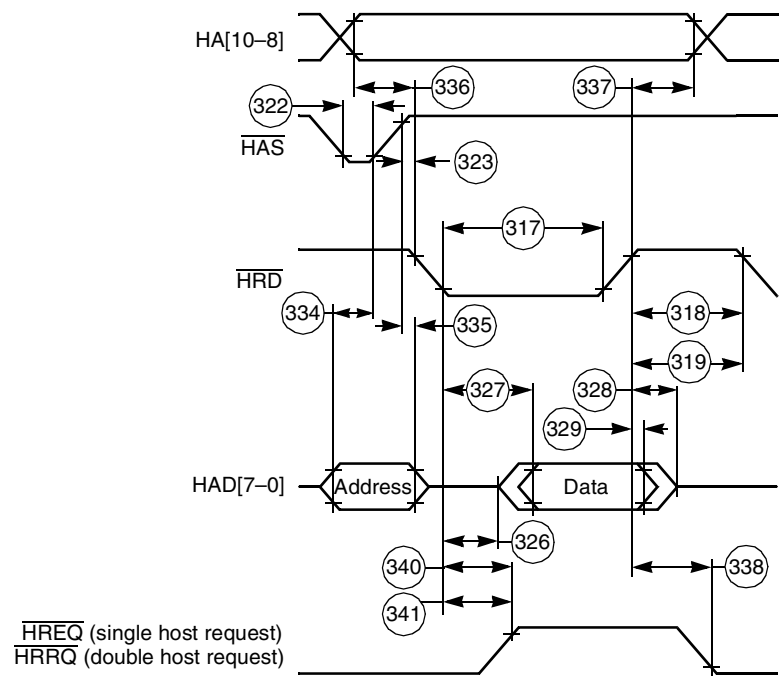 HA[10–8]
336
337
322
HAS
323
317
HRD
334
335
318
319
327
328
329
HAD[7–0]
Address
Data
326
340
338
341
HREQ (single host request)
HRRQ (double host request)